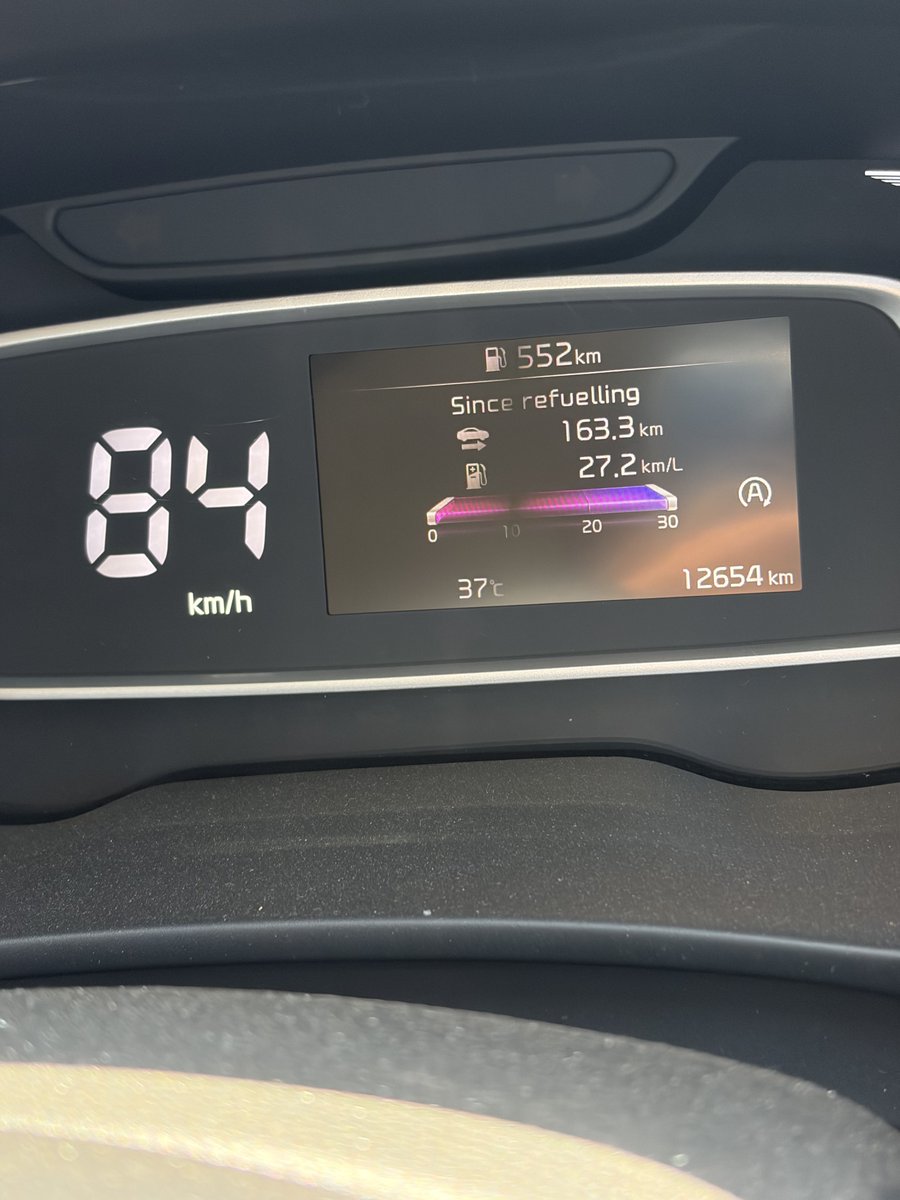 552km
Since refuelling
163.3 km
27.2 km/L
0 10 20 30
A
37°C
12654 km
84
km/h